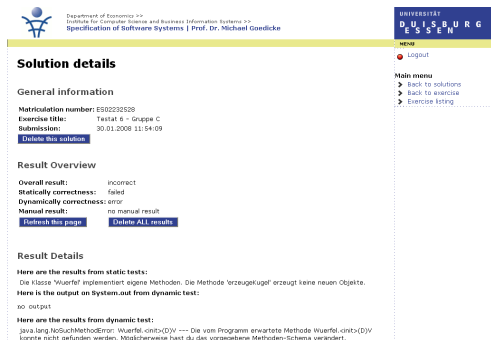 Department of Economics >>
Institute for Computer Science and Business Information Systems >>
Specification of Software Systems | Prof. Dr. Michael Goedicke
UNIVERSITÄT
DUISBURG
ESSEN
MENU
Logout
Main menu
Back to solutions
Back to exercise
Exercise listing
Solution details
General information
Matriculation number: ES02232528
Exercise title: Testat 6 - Gruppe C
Submission: 30.01.2008 11:54:09
Delete this solution
Result Overview
Overall result: incorrect
Statically correctness: failed
Dynamically correctness: error
Manual result: no manual result
Refresh this page Delete ALL results
Result Details
Here are the results from static tests:
Die Klasse 'Wuerfel' implementiert eigene Methoden. Die Methode 'erzeugeKugel' erzeugt keine neuen Objekte.
Here is the output on System.out from dynamic test:
no output
Here are the results from dynamic test:
java.lang.NoSuchMethodError: Wuerfel.<init>(D)V --- Die vom Programm erwartete Methode Wuerfel.<init>(D)V
konnte nicht gefunden werden. Möglicherweise hast du das vorgegebene Methoden-Schema verändert.